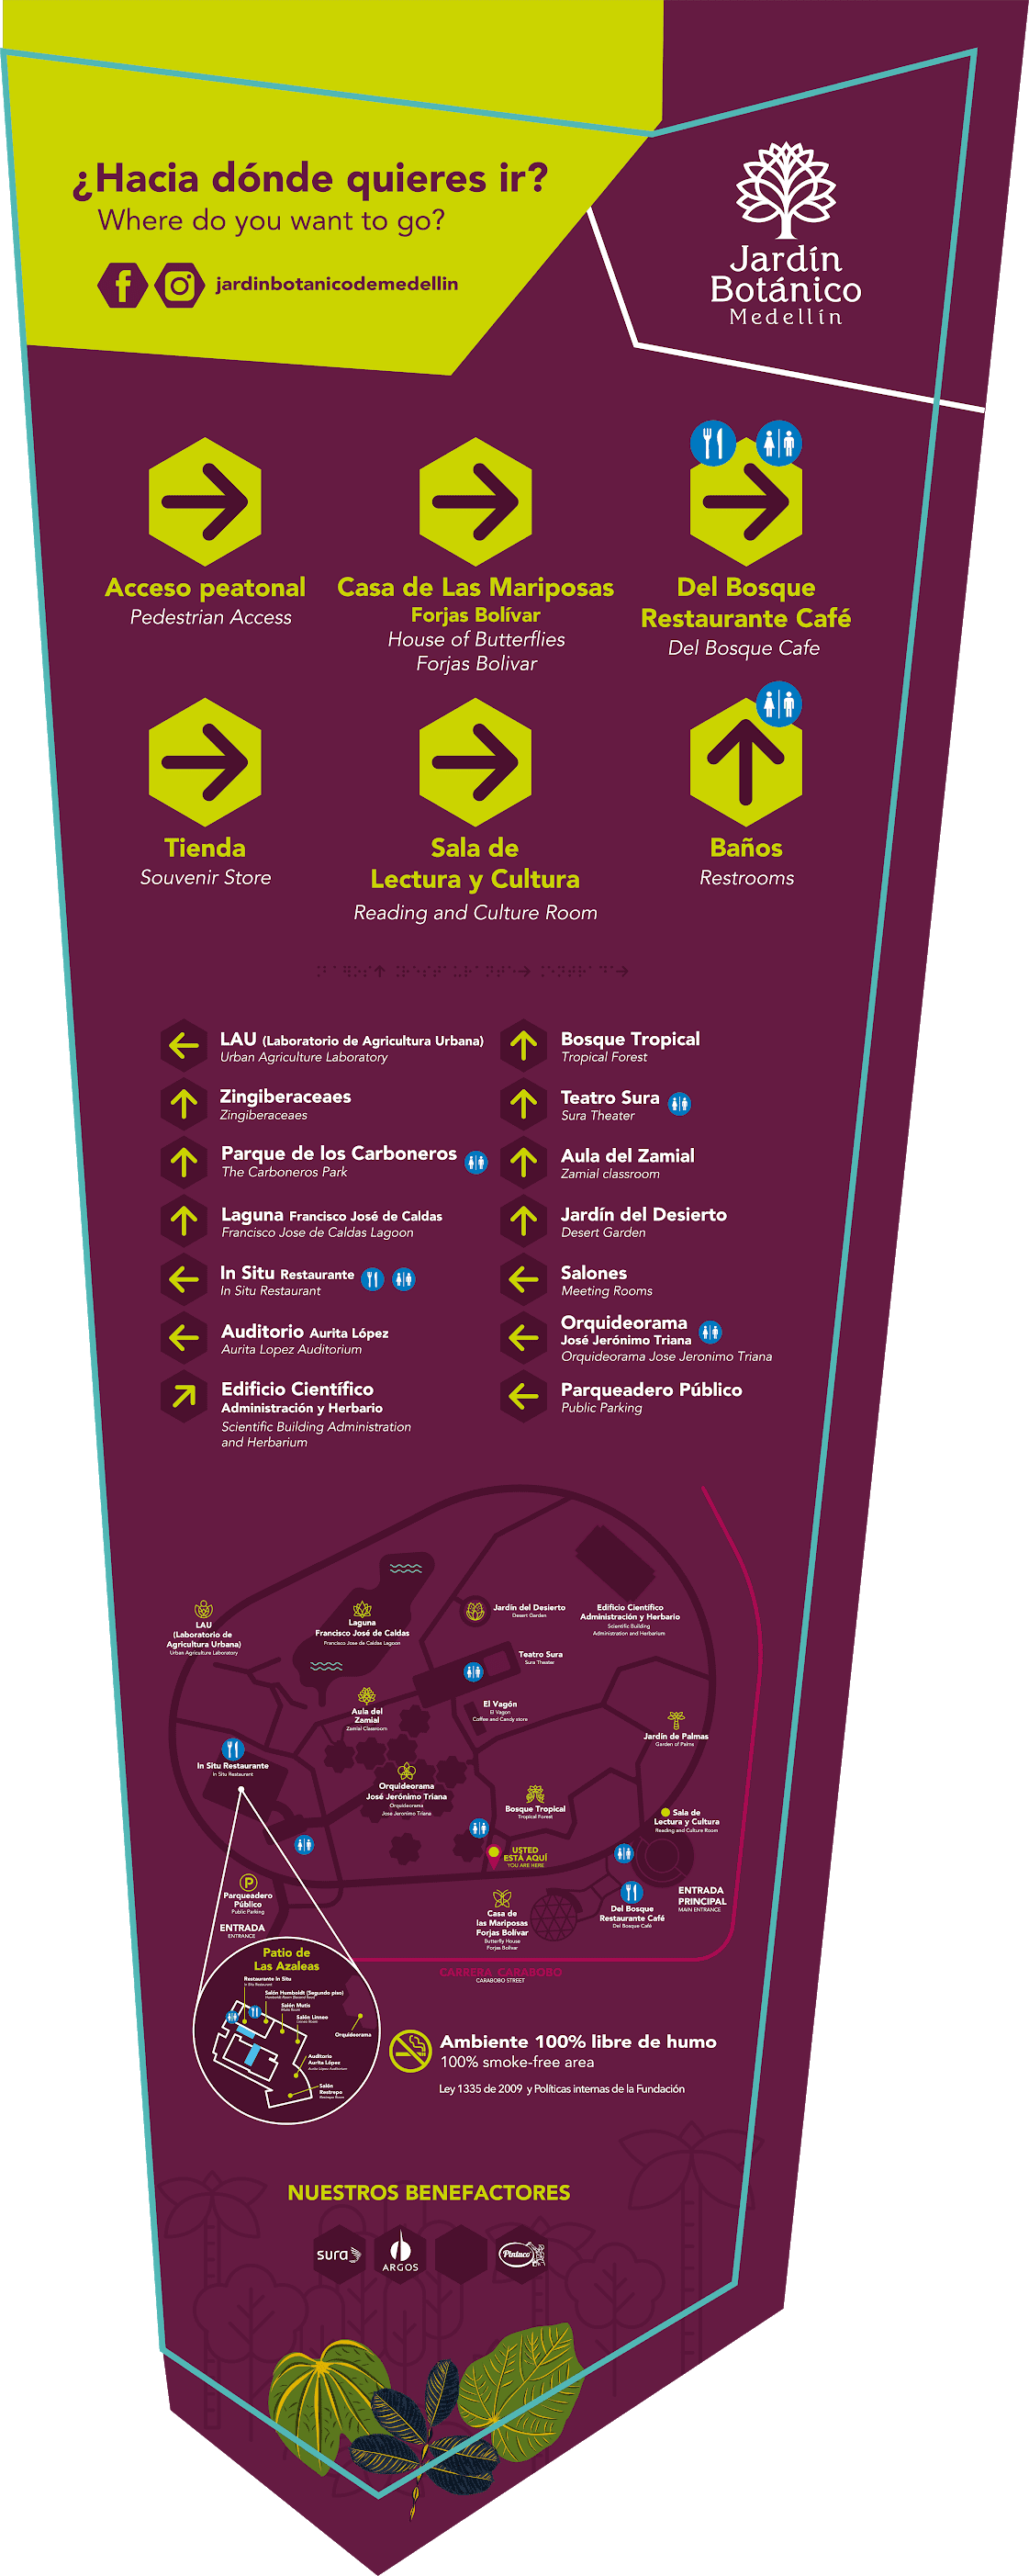 ¿Hacia dónde quieres ir?
Where do you want to go?
jardinbotanicodemedellin
Jardín
Botánico
Medellín
Acceso peatonal
Pedestrian Access
Casa de Las Mariposas
Forjas Bolívar
House of Butterflies
Forjas Bolivar
Del Bosque
Restaurante Café
Del Bosque Cafe
Tienda
Souvenir Store
Sala de
Lectura y Cultura
Reading and Culture Room
Baños
Restrooms
LAU (Laboratorio de Agricultura Urbana)
Urban Agriculture Laboratory
Zingiberaceaes
Zingiberaceaes
Parque de los Carboneros
The Carboneros Park
Laguna Francisco José de Caldas
Francisco Jose de Caldas Lagoon
In Situ Restaurante
In Situ Restaurant
Auditorio Aurita López
Aurita Lopez Auditorium
Edificio Científico
Administración y Herbario
Scientific Building Administration
and Herbarium
Bosque Tropical
Tropical Forest
Teatro Sura
Sura Theater
Aula del Zamial
Zamial classroom
Jardín del Desierto
Desert Garden
Salones
Meeting Rooms
Orquideorama
José Jerónimo Triana
Orquideorama Jose Jeronimo Triana
Parqueadero Público
Public Parking
LAU
(Laboratorio de
Agricultura Urbana)
Urban Agriculture Laboratory
Laguna
Francisco José de Caldas
Francisco Jose de Caldas Lagoon
Jardín del Desierto
Desert Garden
Edificio Científico
Administración y Herbario
Scientific Building
Administration and Herbarium
Teatro Sura
Sura Theater
Aula del
Zamial
Zamial Classroom
El Vagón
El Vagon
Coffee and Candy store
Jardín de Palmas
Garden of Palms
In Situ Restaurante
In Situ Restaurant
Orquideorama
José Jerónimo Triana
Orquideorama
Jose Jeronimo Triana
Bosque Tropical
Tropical Forest
Sala de
Lectura y Cultura
Reading and Culture Room
USTED
ESTÁ AQUÍ
YOU ARE HERE
P
Parqueadero
Público
Public Parking
ENTRADA
ENTRANCE
Casa de
las Mariposas
Forjas Bolívar
Butterfly House
Forjas Bolivar
Del Bosque
Restaurante Café
Del Bosque Café
ENTRADA
PRINCIPAL
MAIN ENTRANCE
CARRERA CARABOBO
CARABOBO STREET
Patio de
Las Azaleas
Restaurante In Situ
In Situ Restaurant
Salón Humboldt (Segundo piso)
Salón Mutis
Salón Linneo
Orquideorama
Auditorio
Aurita López
Aurita López Auditorium
Salón
Restrepo
Ambiente 100% libre de humo
100% smoke-free area
Ley 1335 de 2009 y Políticas internas de la Fundación
NUESTROS BENEFACTORES
sura
ARGOS
Pintuco